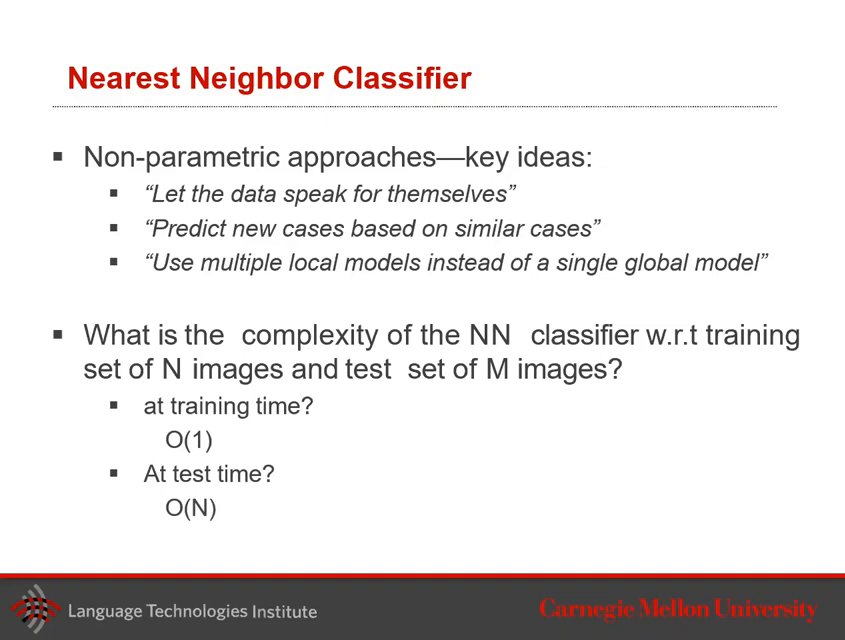 Nearest Neighbor Classifier
▪ Non-parametric approaches—key ideas:
▪ “Let the data speak for themselves”
▪ “Predict new cases based on similar cases”
▪ “Use multiple local models instead of a single global model”
▪ What is the complexity of the NN classifier w.r.t training
set of N images and test set of M images?
▪ at training time?
O(1)
▪ At test time?
O(N)
Language Technologies Institute
Carnegie Mellon University